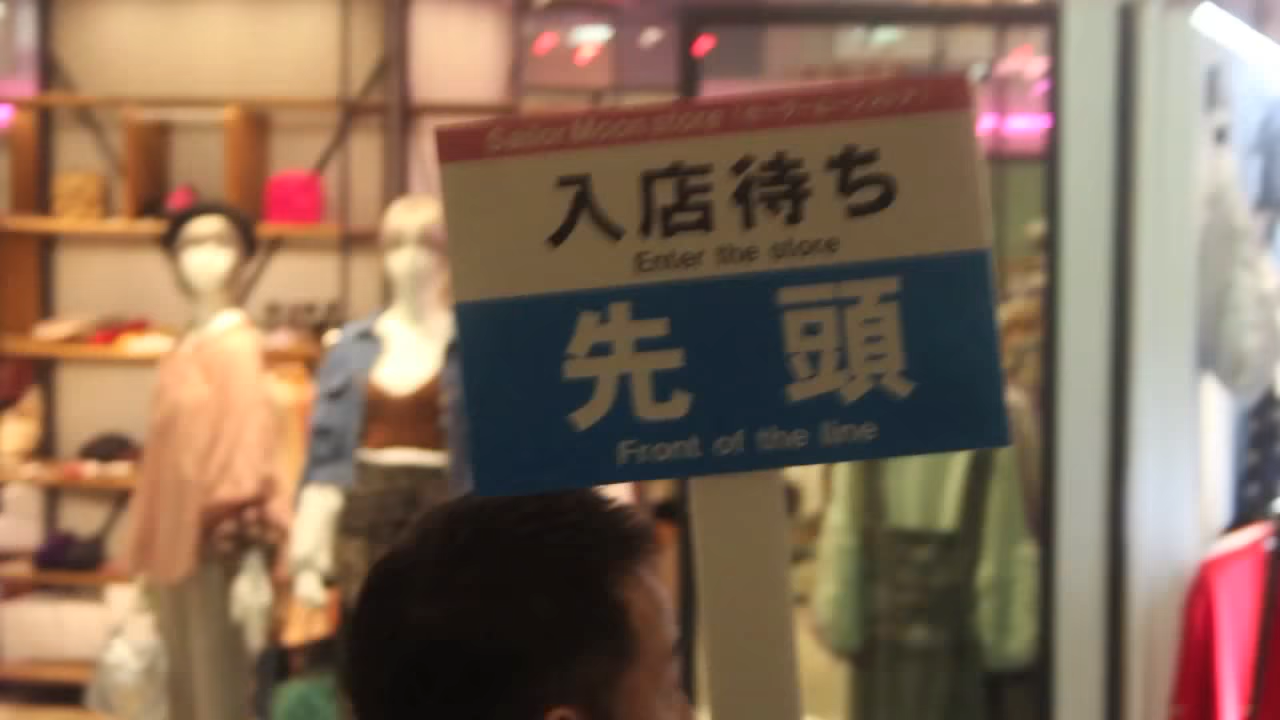 Sailor Moon store
入店待ち
Enter the store
先頭
Front of the line